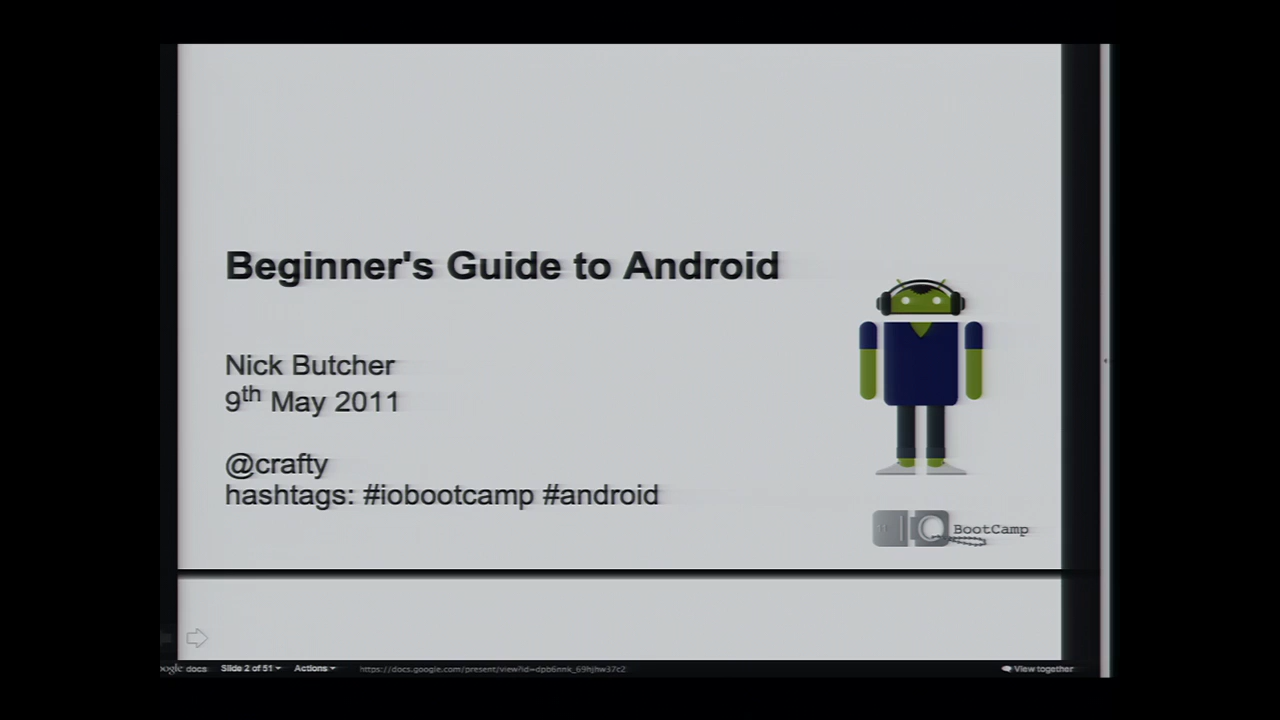 Beginner's Guide to Android
Nick Butcher
9th May 2011
@crafty
hashtags: #iobootcamp #android
BootCamp
docs Slide 2 of 51 Actions View together